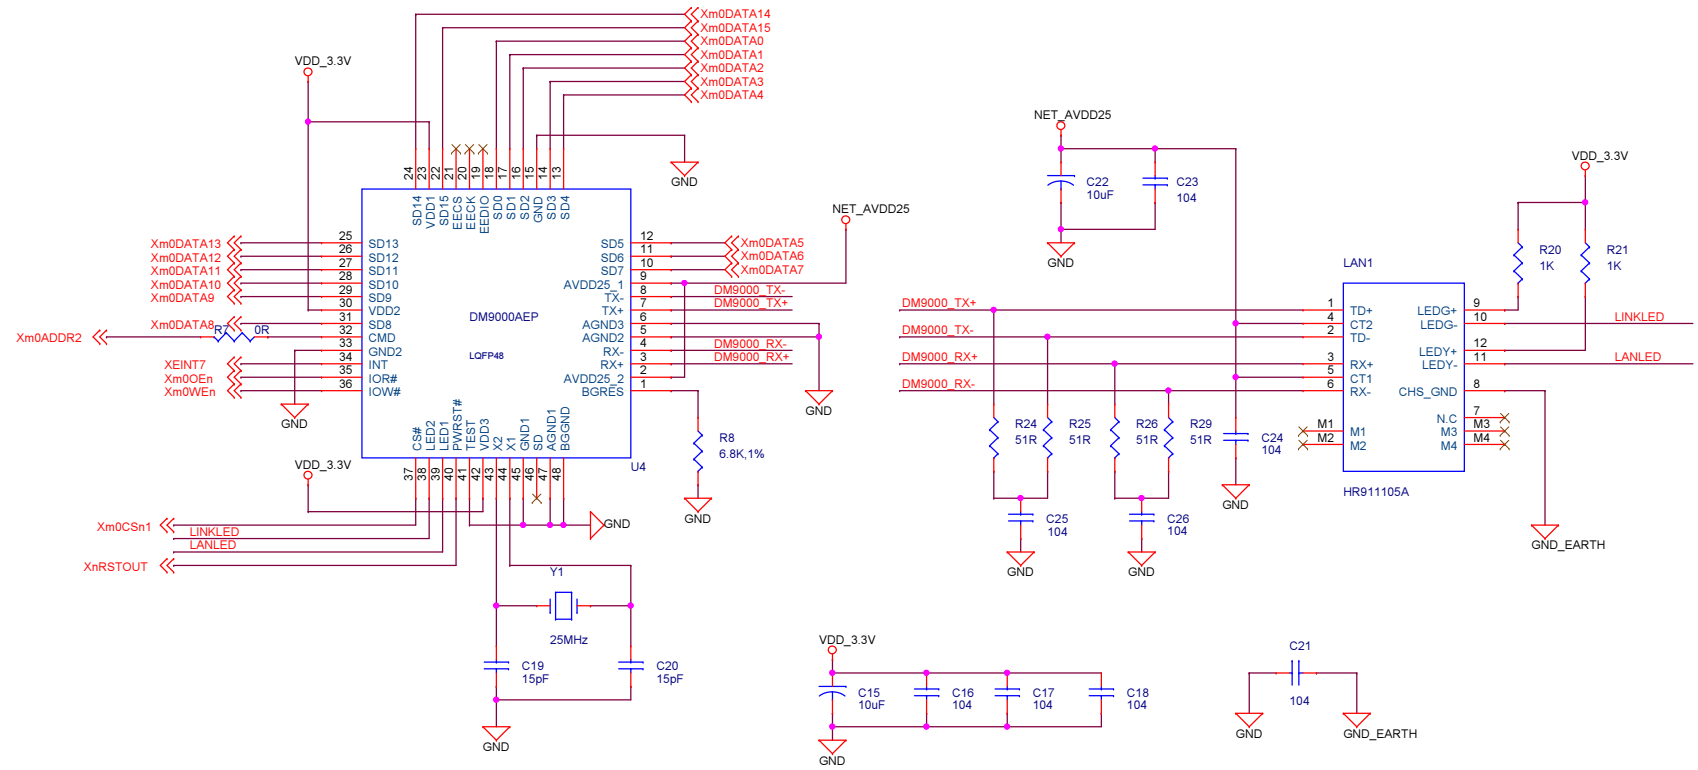 Xm0DATA14
Xm0DATA15
Xm0DATA0
Xm0DATA1
Xm0DATA2
Xm0DATA3
Xm0DATA4
VDD_3.3V
GND
24
23
22
21
20
19
18
17
16
15
14
13
SD14
VDD1
SD15
EECS
EECK
EEDIO
SD0
SD1
SD2
GND
SD3
SD4
Xm0DATA13 25 SD13
Xm0DATA12 26 SD12
Xm0DATA11 27 SD11
Xm0DATA10 28 SD10
Xm0DATA9 29 SD9
30 VDD2
Xm0DATA8 31 SD8
Xm0ADDR2 R7 0R 32 CMD
33 GND2
XEINT7 34 INT
Xm0OEn 35 IOR#
Xm0WEn 36 IOW#
GND
DM9000AEP
LQFP48
NET_AVDD25
SD5 12 Xm0DATA5
SD6 11 Xm0DATA6
SD7 10 Xm0DATA7
AVDD25_1 9
TX- 8 DM9000_TX-
TX+ 7 DM9000_TX+
AGND3 6
AGND2 5
RX- 4 DM9000_RX-
RX+ 3 DM9000_RX+
AVDD25_2 2
BGRES 1
GND
R8
6.8K,1%
GND
U4
CS#
LED2
LED1
PWRST#
TEST
VDD3
X2
X1
GND1
SD
AGND1
BGGND
37
38
39
40
41
42
43
44
45
46
47
48
VDD_3.3V
Xm0CSn1
LINKLED
LANLED
XnRSTOUT
GND
Y1
25MHz
C19
15pF
C20
15pF
GND
NET_AVDD25
C22
10uF
C23
104
GND
VDD_3.3V
R20
1K
R21
1K
LAN1
DM9000_TX+ 1 TD+
4 CT2
DM9000_TX- 2 TD-
DM9000_RX+ 3 RX+
5 CT1
DM9000_RX- 6 RX-
M1 M1
M2 M2
LEDG+ 9
LEDG- 10 LINKLED
LEDY+ 12
LEDY- 11 LANLED
CHS_GND 8
N.C 7
M3 M3
M4 M4
HR911105A
GND_EARTH
R24
51R
R25
51R
R26
51R
R29
51R
C24
104
GND
C25
104
GND
C26
104
GND
VDD_3.3V
C15
10uF
C16
104
C17
104
C18
104
GND
C21
104
GND
GND_EARTH